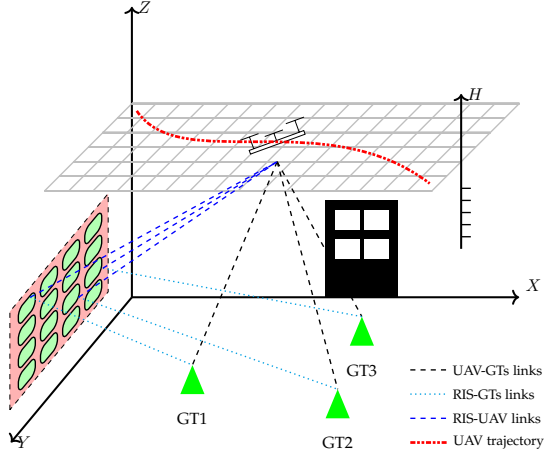 Z
H
X
GT3
GT1
GT2
Y
UAV-GTs links
RIS-GTs links
RIS-UAV links
UAV trajectory